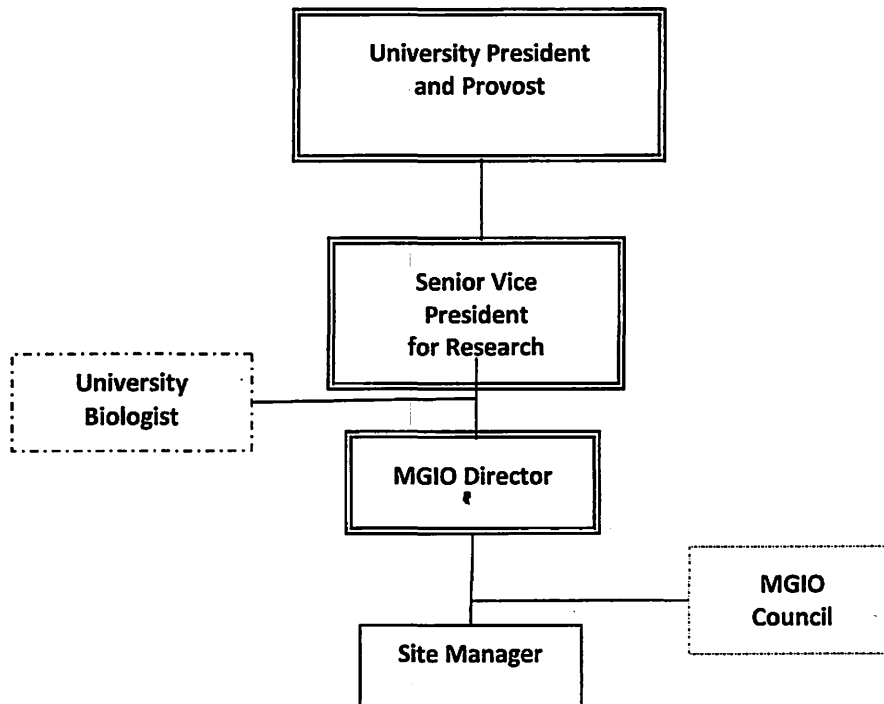 University President
and Provost
Senior Vice
President
for Research
University
Biologist
MGIO Director
MGIO
Council
Site Manager